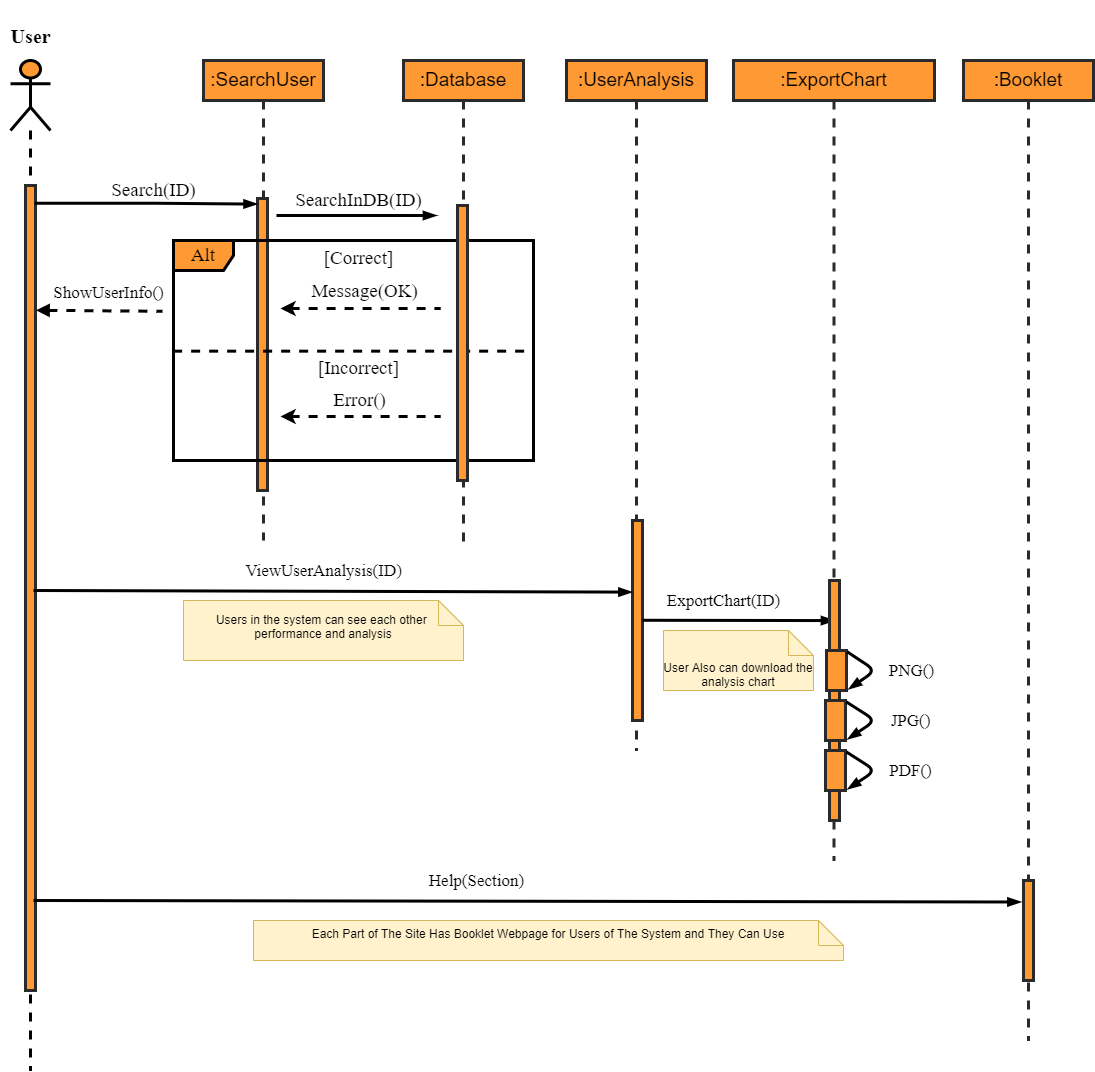 User
:SearchUser
:Database
:UserAnalysis
:ExportChart
:Booklet
Search(ID)
SearchInDB(ID)
Alt
[Correct]
Message(OK)
ShowUserInfo()
[Incorrect]
Error()
ViewUserAnalysis(ID)
Users in the system can see each other
performance and analysis
ExportChart(ID)
User Also can download the
analysis chart
PNG()
JPG()
PDF()
Help(Section)
Each Part of The Site Has Booklet Webpage for Users of The System and They Can Use